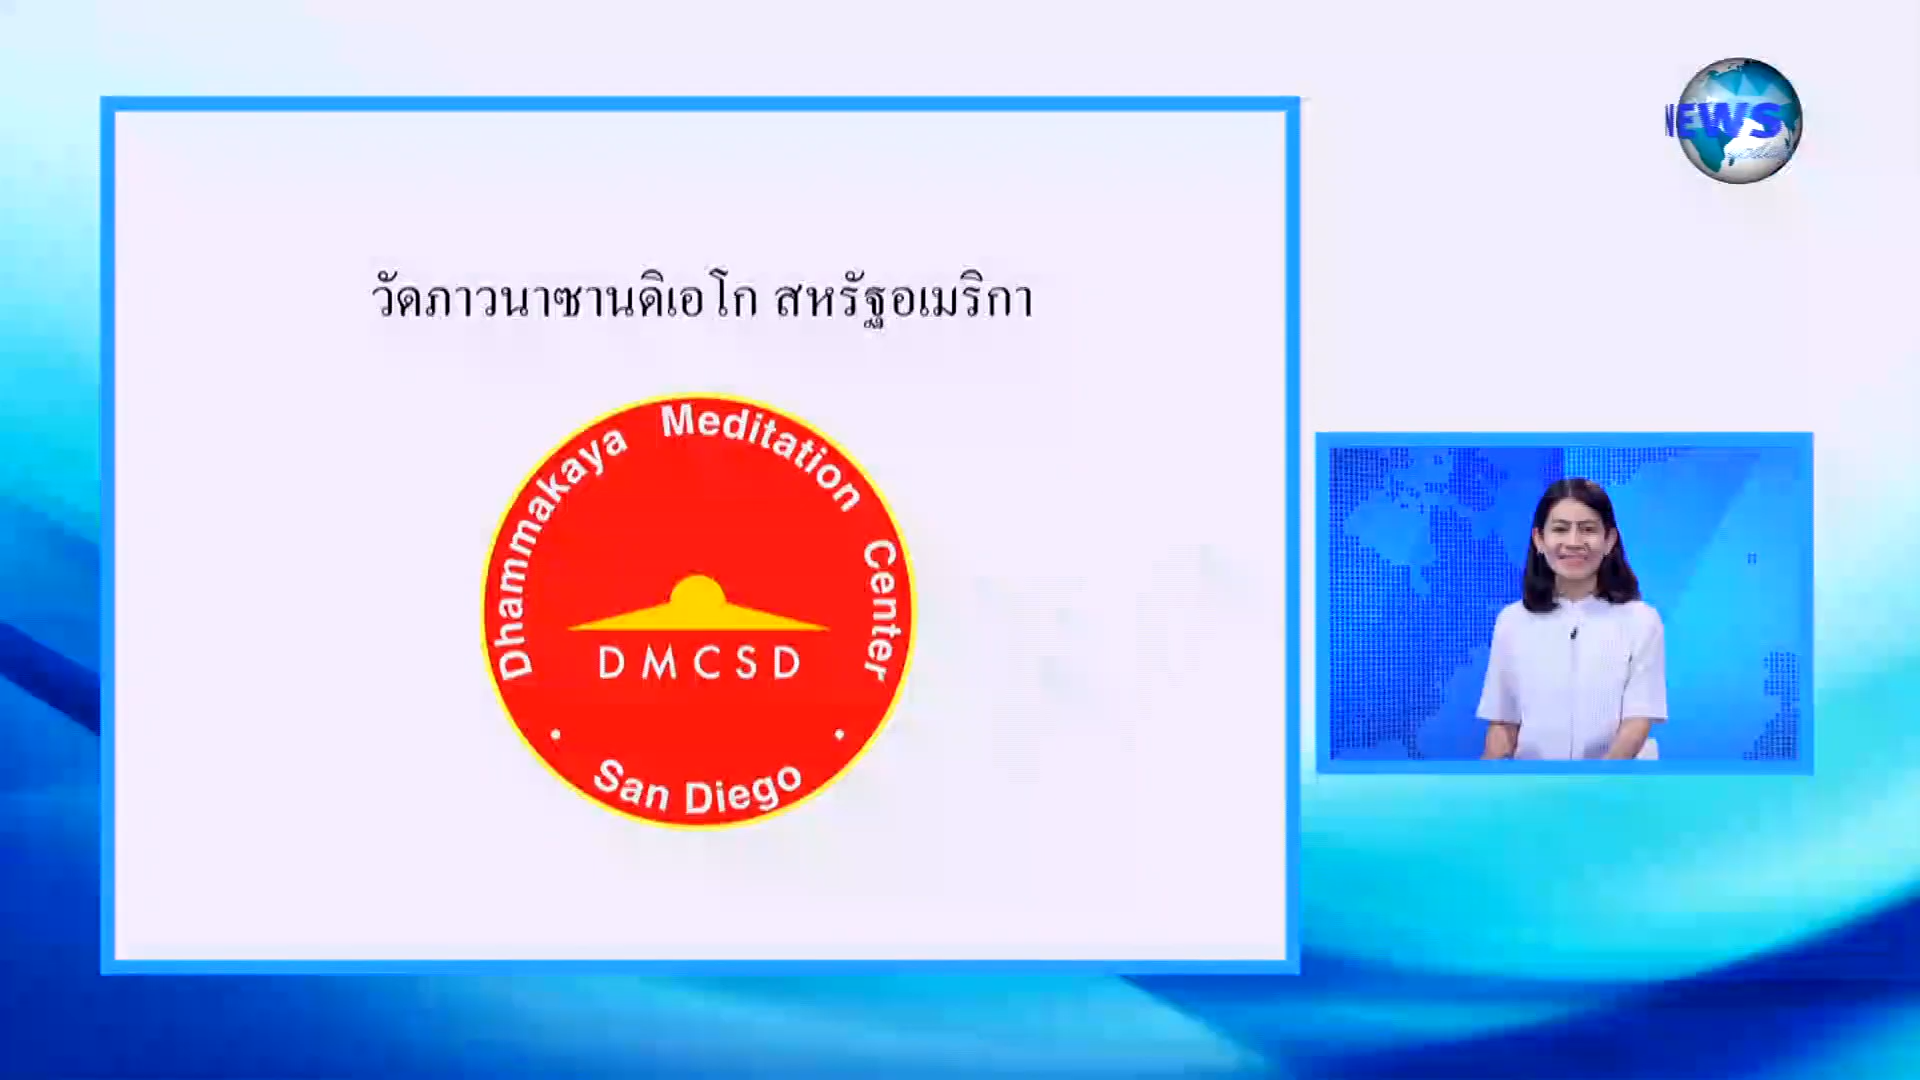 NEWS
วัดภาวนาซานดิเอโก สหรัฐอเมริกา
Dhammakaya Meditation Center
DMCSD
San Diego